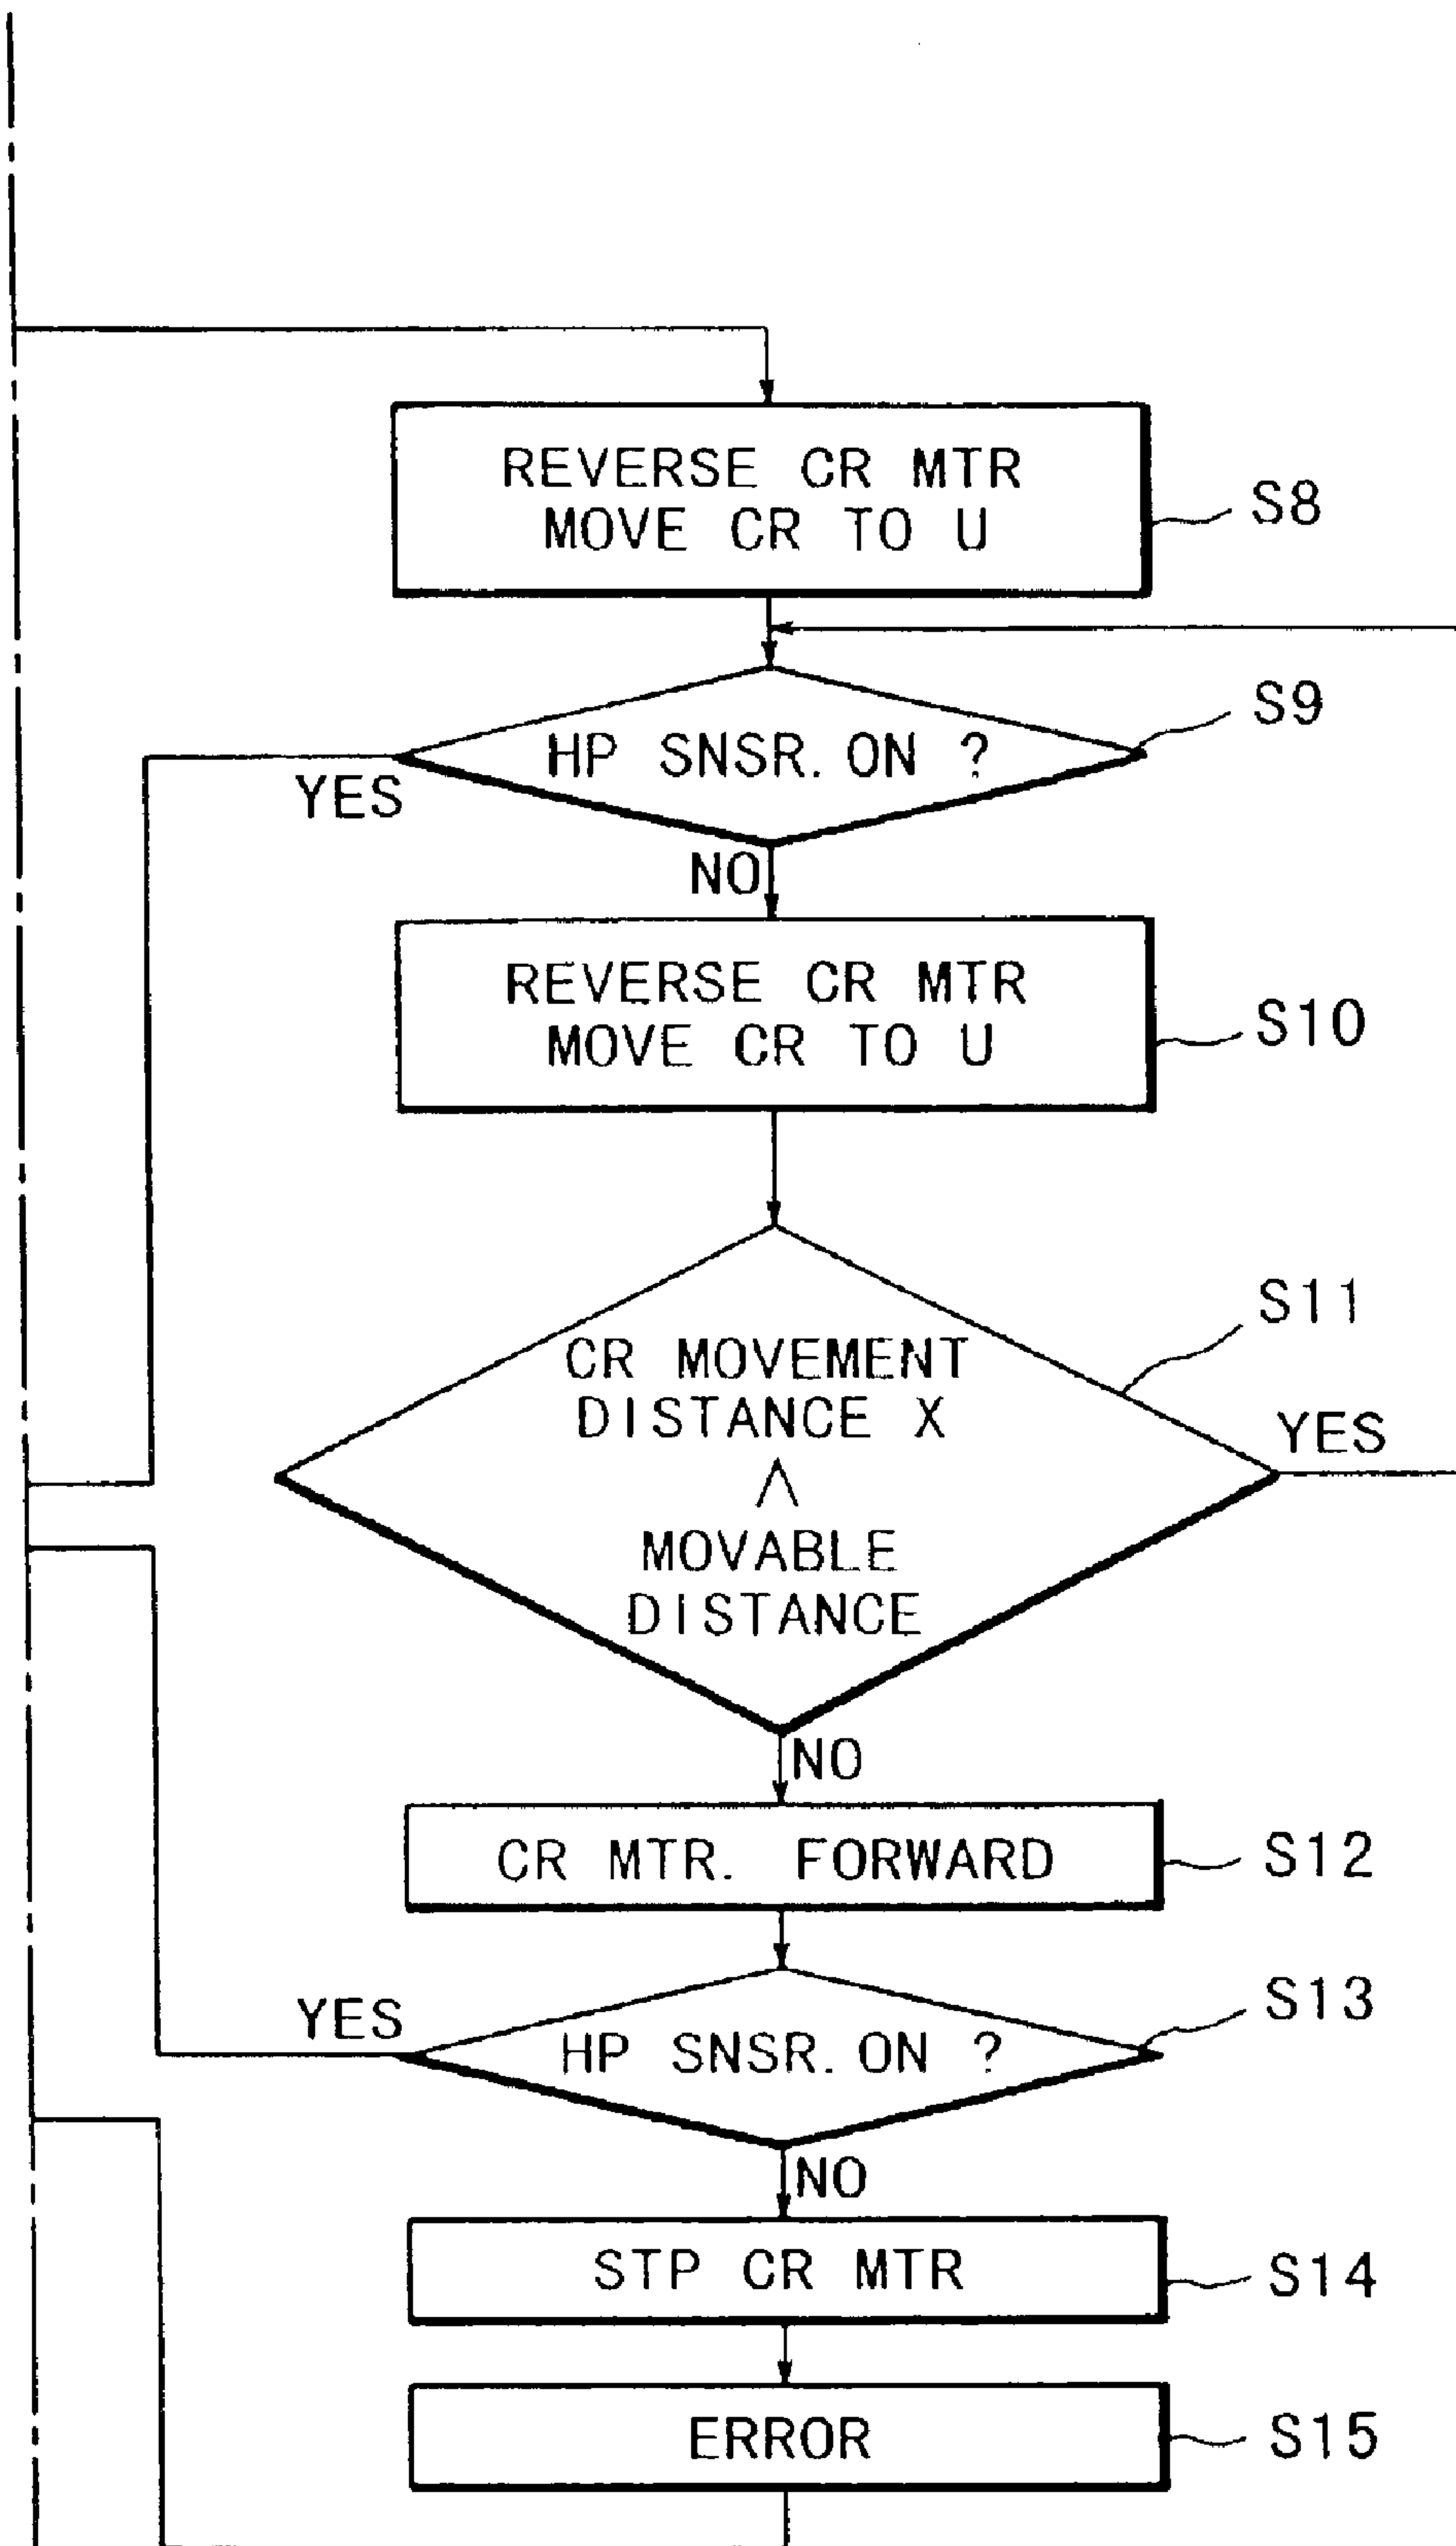 REVERSE CR MTR
MOVE CR TO U
S8
S9
HP SNSR. ON ?
YES
NO
REVERSE CR MTR
MOVE CR TO U
S10
S11
CR MOVEMENT
DISTANCE X
∧
MOVABLE
DISTANCE
YES
NO
CR MTR. FORWARD
S12
S13
YES
HP SNSR. ON ?
NO
STP CR MTR
S14
ERROR
S15